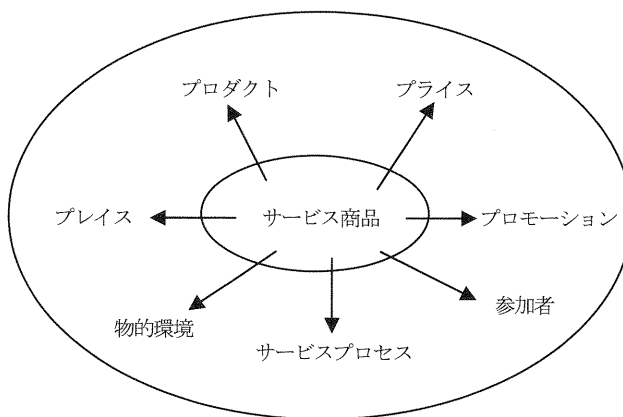 プロダクト
プライス
プレイス
サービス商品
プロモーション
物的環境
サービスプロセス
参加者